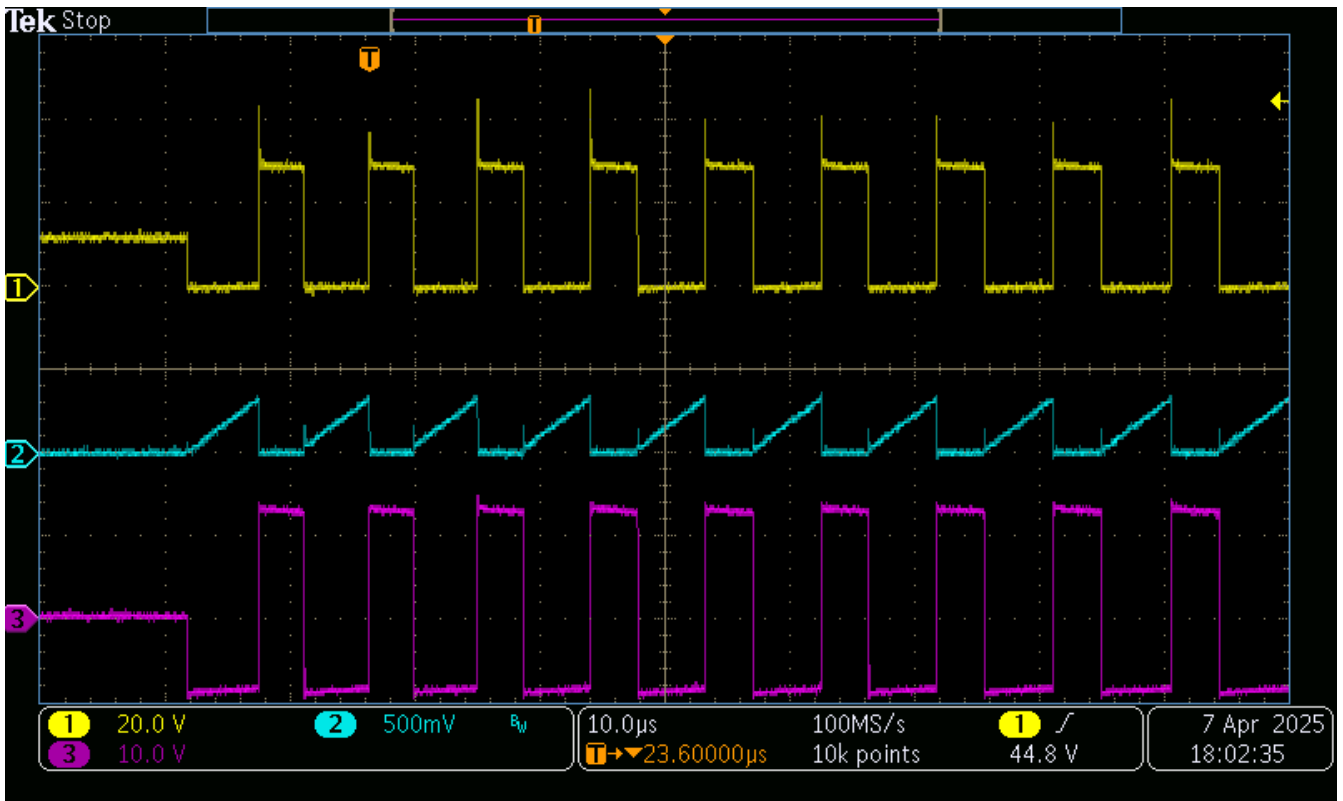 Tek Stop
T
T
1
2
3
1 20.0 V 2 500mV BW 10.0µs 100MS/s 1 7 Apr 2025
3 10.0 V T→▼23.60000µs 10k points 44.8 V 18:02:35